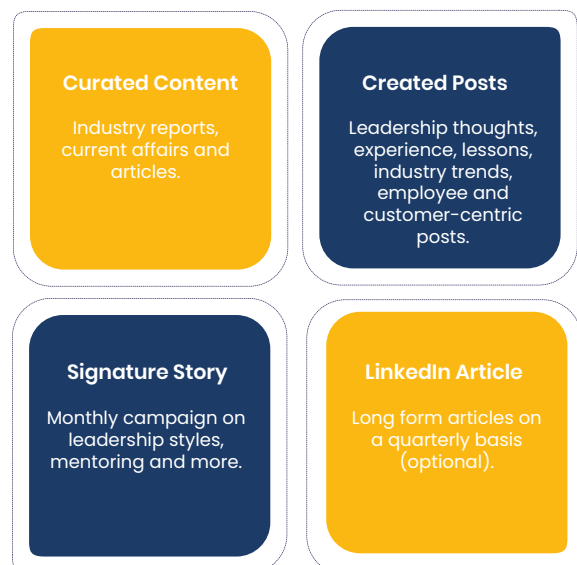 Curated Content
Industry reports,
current affairs and
articles.
Created Posts
Leadership thoughts,
experience, lessons,
industry trends,
employee and
customer-centric
posts.
Signature Story
Monthly campaign on
leadership styles,
mentoring and more.
LinkedIn Article
Long form articles on
a quarterly basis
(optional).